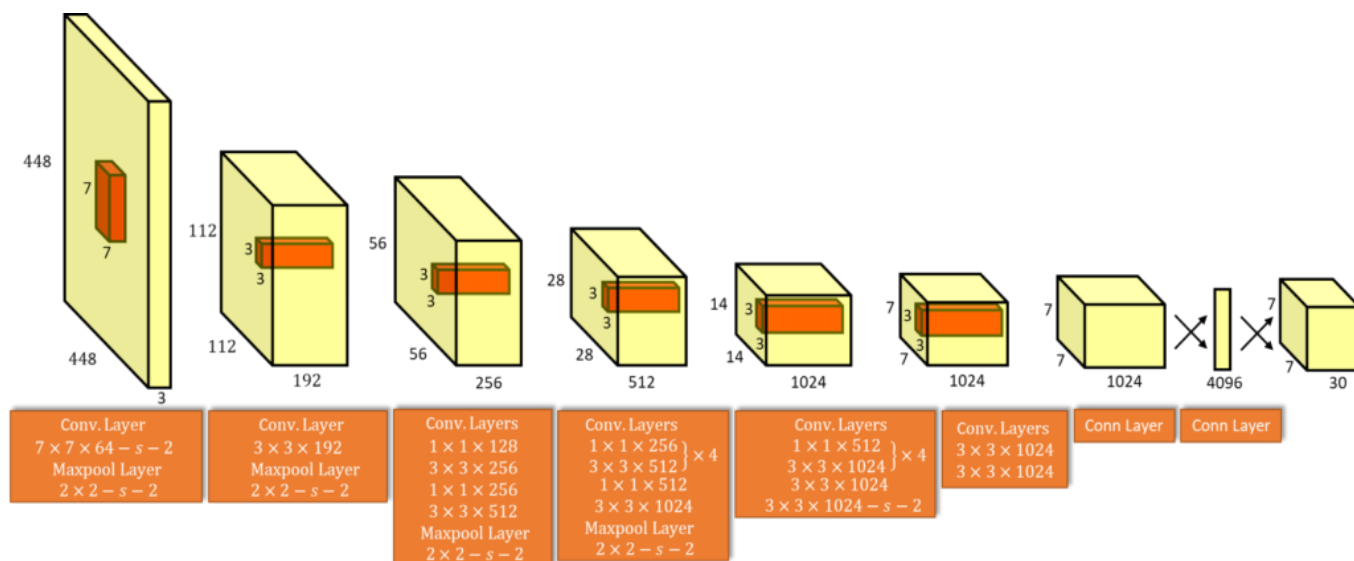 448
7
7
448
3
112
3
3
112
192
56
3
3
56
256
28
3
3
28
512
14
3
3
14
1024
7
3
3
7
1024
7
7
1024
4096
7
7
30
Conv. Layer
7 × 7 × 64 − s − 2
Maxpool Layer
2 × 2 − s − 2
Conv. Layer
3 × 3 × 192
Maxpool Layer
2 × 2 − s − 2
Conv. Layers
1 × 1 × 128
3 × 3 × 256
1 × 1 × 256
3 × 3 × 512
Maxpool Layer
2 × 2 − s − 2
Conv. Layers
1 × 1 × 256
3 × 3 × 512 } × 4
1 × 1 × 512
3 × 3 × 1024
Maxpool Layer
2 × 2 − s − 2
Conv. Layers
1 × 1 × 512
3 × 3 × 1024 } × 4
3 × 3 × 1024
3 × 3 × 1024 − s − 2
Conv. Layers
3 × 3 × 1024
3 × 3 × 1024
Conn Layer
Conn Layer